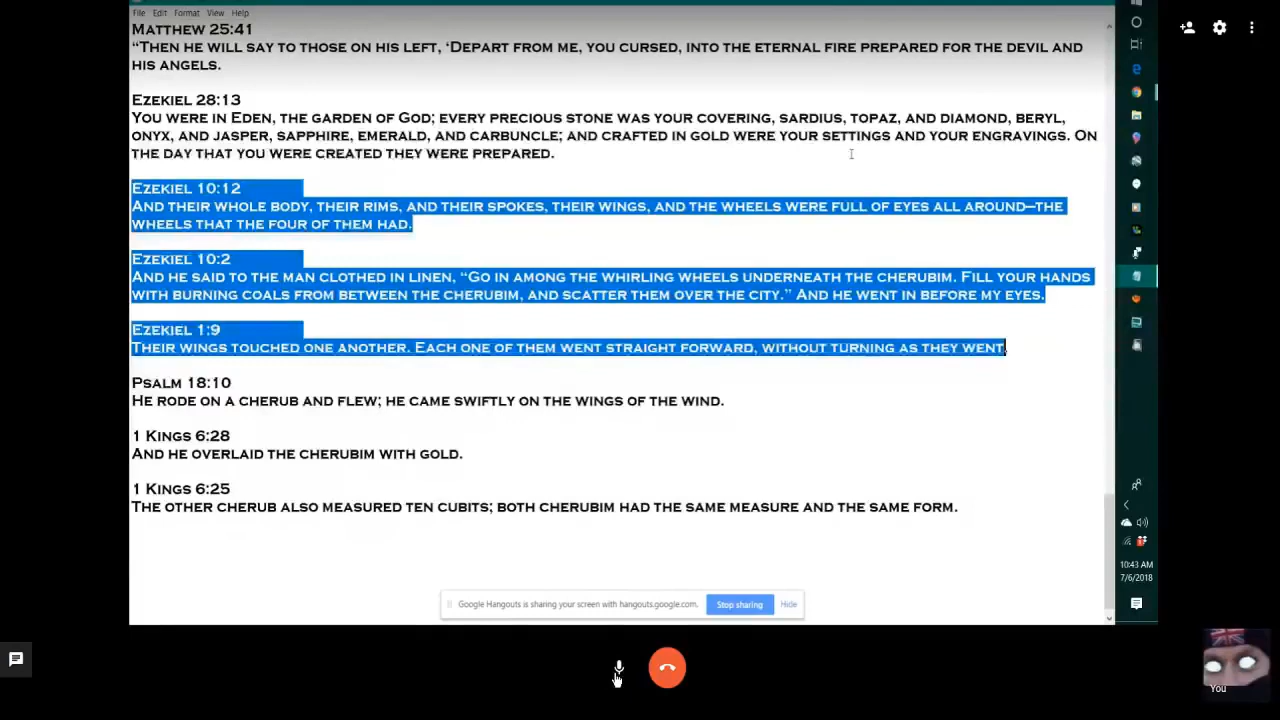 File Edit Format View Help
Matthew 25:41
“Then he will say to those on his left, ‘Depart from me, you cursed, into the eternal fire prepared for the devil and
his angels.
Ezekiel 28:13
You were in Eden, the garden of God; every precious stone was your covering, sardius, topaz, and diamond, beryl,
onyx, and jasper, sapphire, emerald, and carbuncle; and crafted in gold were your settings and your engravings. On
the day that you were created they were prepared.
Ezekiel 10:12
And their whole body, their rims, and their spokes, their wings, and the wheels were full of eyes all around—the
wheels that the four of them had.
Ezekiel 10:2
And he said to the man clothed in linen, “Go in among the whirling wheels underneath the cherubim. Fill your hands
with burning coals from between the cherubim, and scatter them over the city.” And he went in before my eyes.
Ezekiel 1:9
Their wings touched one another. Each one of them went straight forward, without turning as they went.
Psalm 18:10
He rode on a cherub and flew; he came swiftly on the wings of the wind.
1 Kings 6:28
And he overlaid the cherubim with gold.
1 Kings 6:25
The other cherub also measured ten cubits; both cherubim had the same measure and the same form.
10:43 AM
7/6/2018
Google Hangouts is sharing your screen with hangouts.google.com. Stop sharing Hide
You